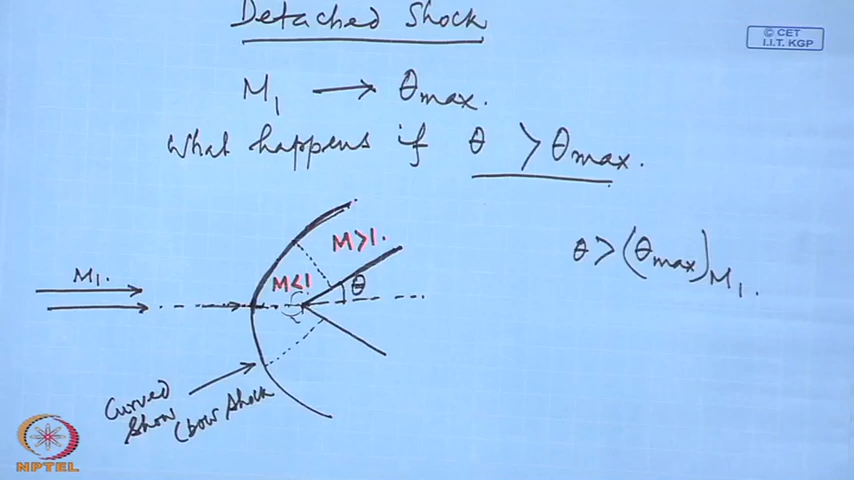 Detached Shock
© CET
I.I.T. KGP
M₁ → θmax.
What happens if θ > θmax.
M>1.
θ > (θmax)M₁.
M₁.
M<1
θ
Curved
Show
(bow Shock
NPTEL